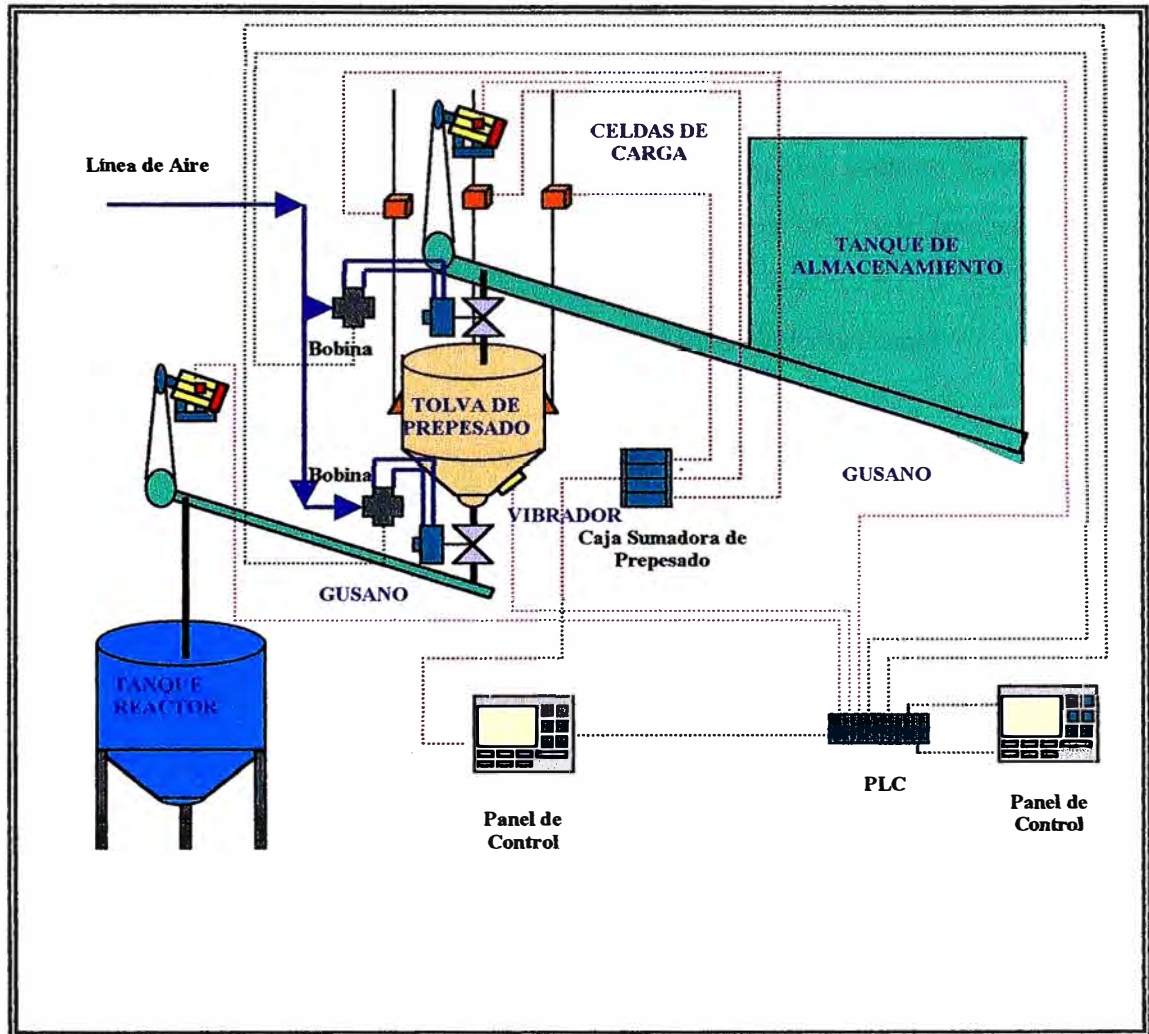 CELDAS DE
CARGA
Línea de Aire
TANQUE DE
ALMACENAMIENTO
Bobina
TOLVA DE
PREPESADO
Bobina
GUSANO
VIBRADOR
Caja Sumadora de
Prepesado
GUSANO
TANQUE
REACTOR
PLC
Panel de
Control
Panel de
Control